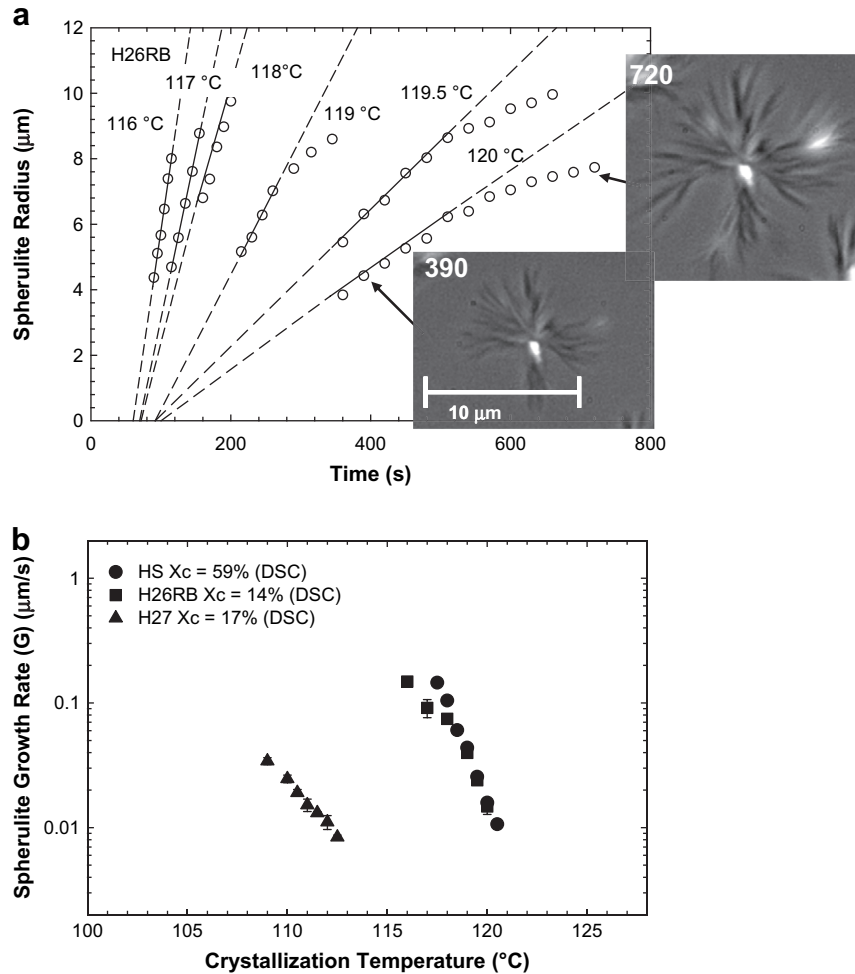 a
12
10
8
6
4
2
0
Spherulite Radius (μm)
H26RB
116 °C
117 °C
118°C
119 °C
119.5 °C
120 °C
720
390
10 μm
0
200
400
600
800
Time (s)
b
1
0.1
0.01
Spherulite Growth Rate (G) (μm/s)
HS Xc = 59% (DSC)
H26RB Xc = 14% (DSC)
H27 Xc = 17% (DSC)
100
105
110
115
120
125
Crystallization Temperature (°C)